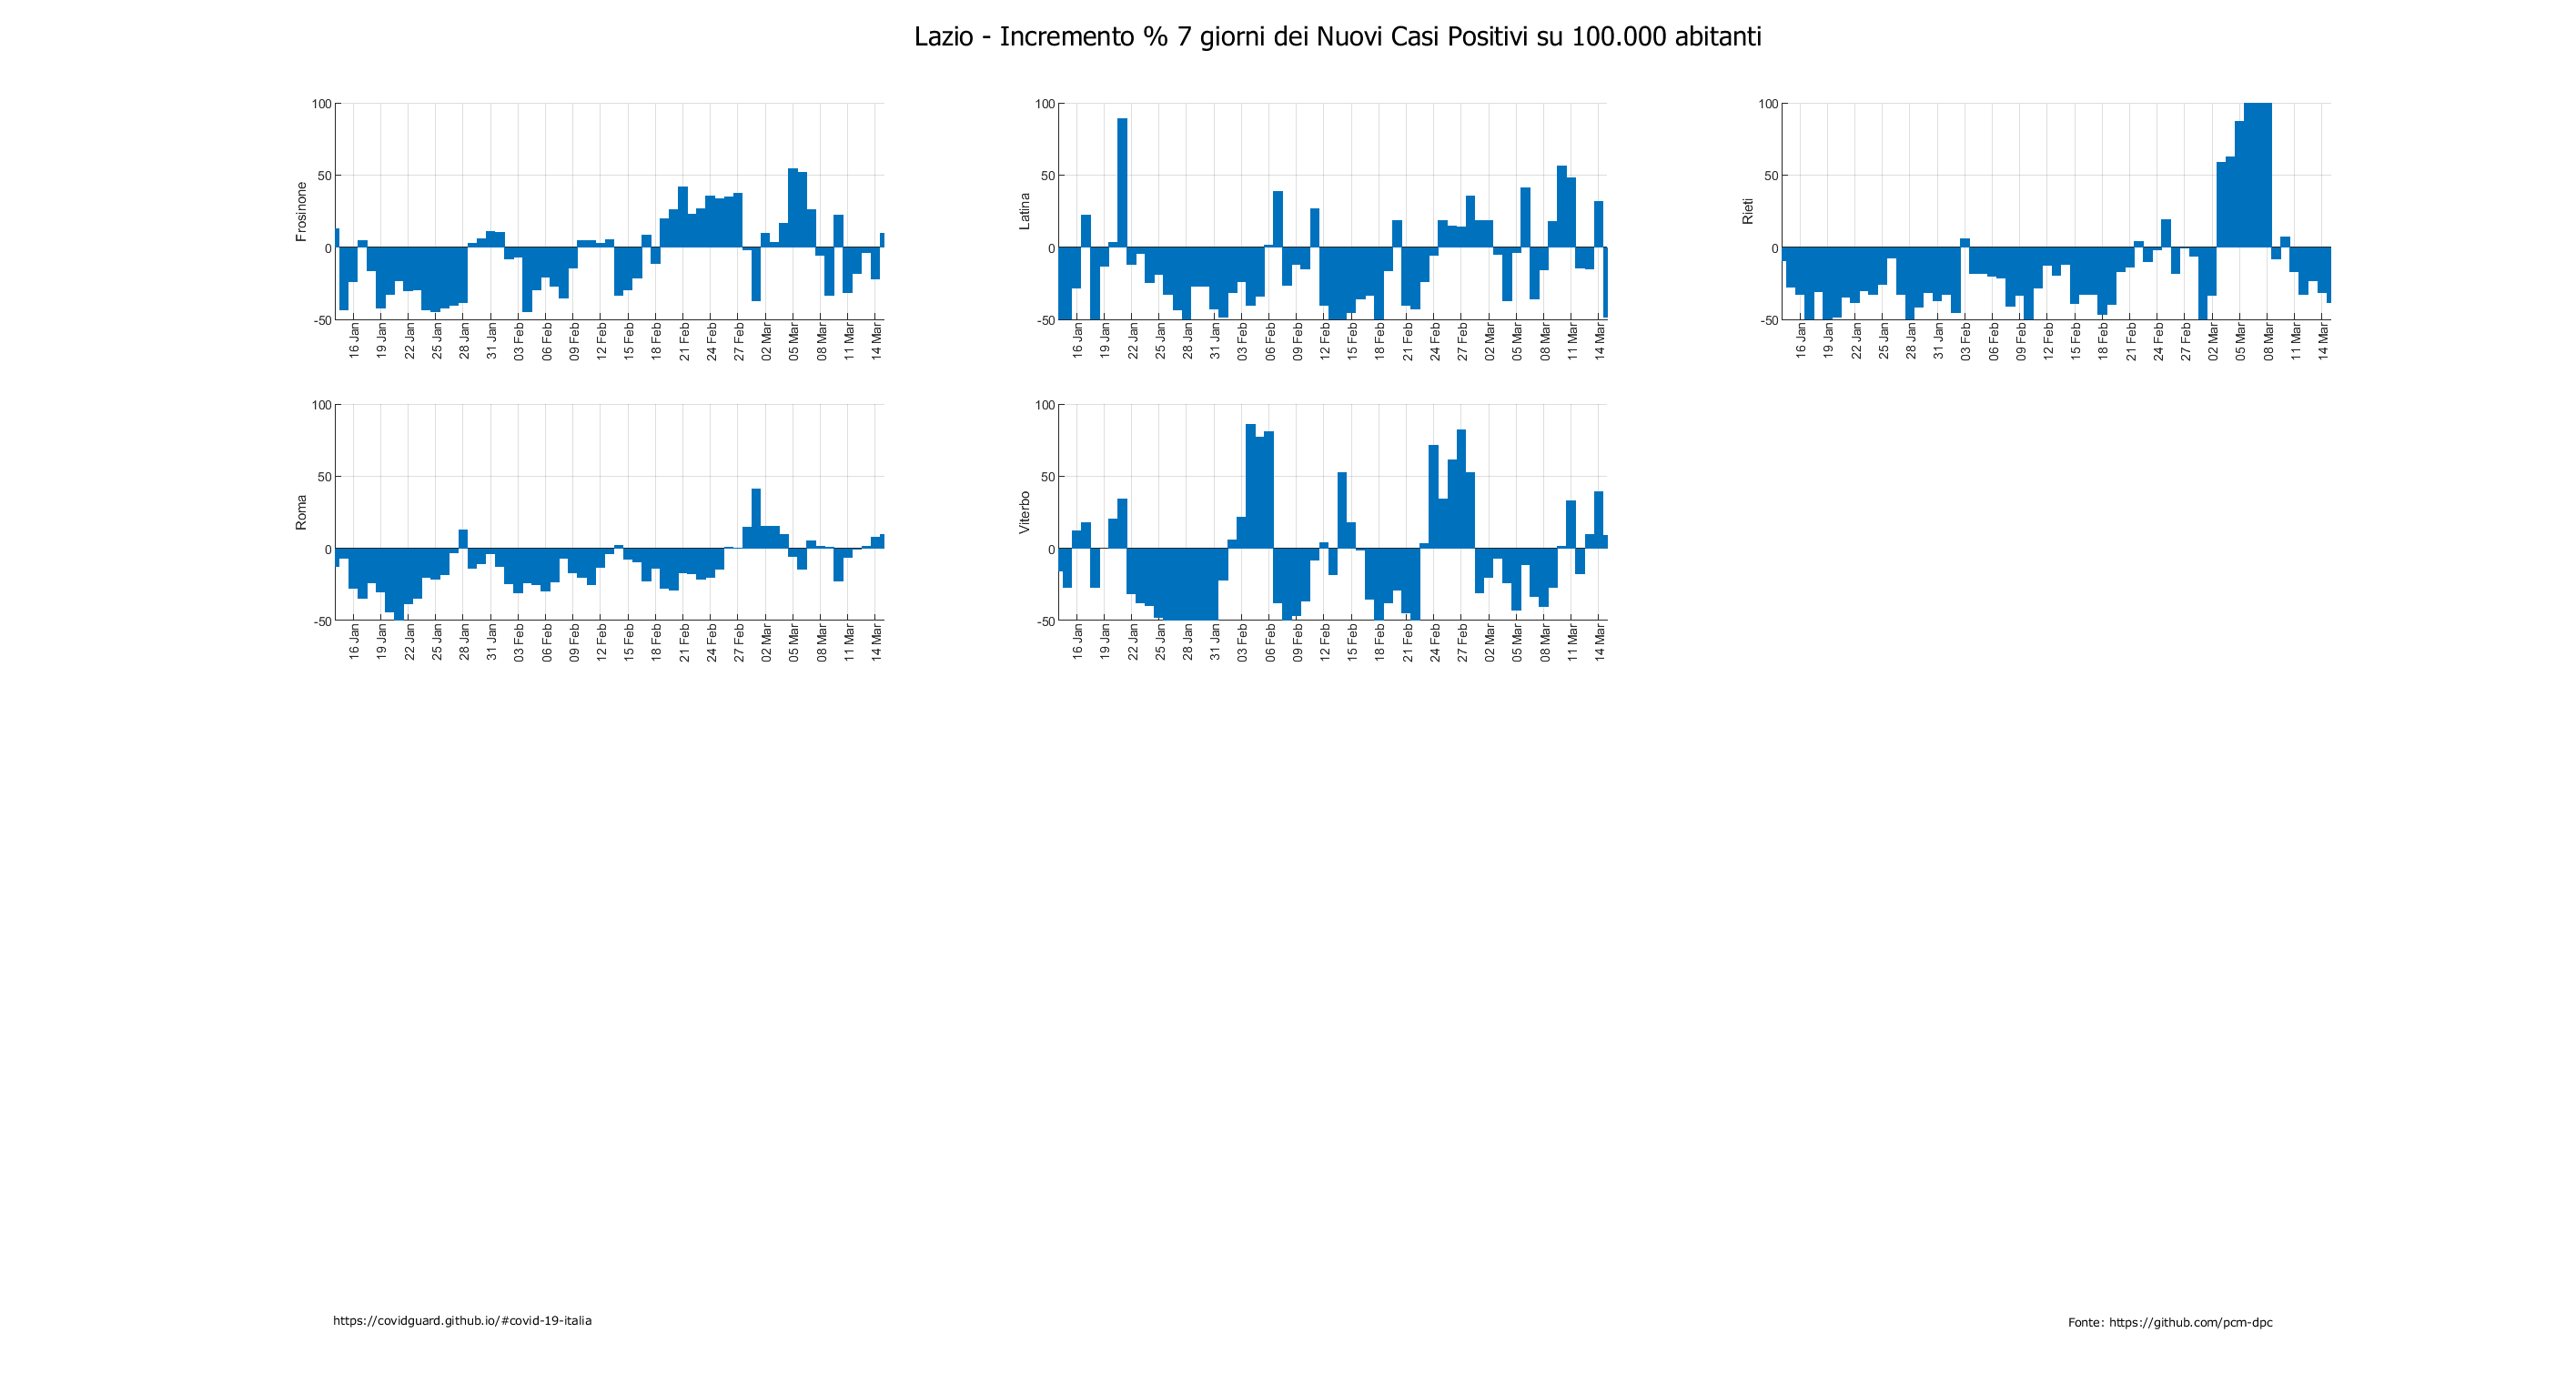 Lazio - Incremento % 7 giorni dei Nuovi Casi Positivi su 100.000 abitanti
Frosinone
100
50
0
-50
16 Jan 19 Jan 22 Jan 25 Jan 28 Jan 31 Jan 03 Feb 06 Feb 09 Feb 12 Feb 15 Feb 18 Feb 21 Feb 24 Feb 27 Feb 02 Mar 05 Mar 08 Mar 11 Mar 14 Mar
Latina
100
50
0
-50
16 Jan 19 Jan 22 Jan 25 Jan 28 Jan 31 Jan 03 Feb 06 Feb 09 Feb 12 Feb 15 Feb 18 Feb 21 Feb 24 Feb 27 Feb 02 Mar 05 Mar 08 Mar 11 Mar 14 Mar
Rieti
100
50
0
-50
16 Jan 19 Jan 22 Jan 25 Jan 28 Jan 31 Jan 03 Feb 06 Feb 09 Feb 12 Feb 15 Feb 18 Feb 21 Feb 24 Feb 27 Feb 02 Mar 05 Mar 08 Mar 11 Mar 14 Mar
Roma
100
50
0
-50
16 Jan 19 Jan 22 Jan 25 Jan 28 Jan 31 Jan 03 Feb 06 Feb 09 Feb 12 Feb 15 Feb 18 Feb 21 Feb 24 Feb 27 Feb 02 Mar 05 Mar 08 Mar 11 Mar 14 Mar
Viterbo
100
50
0
-50
16 Jan 19 Jan 22 Jan 25 Jan 28 Jan 31 Jan 03 Feb 06 Feb 09 Feb 12 Feb 15 Feb 18 Feb 21 Feb 24 Feb 27 Feb 02 Mar 05 Mar 08 Mar 11 Mar 14 Mar
https://covidguard.github.io/#covid-19-italia
Fonte: https://github.com/pcm-dpc